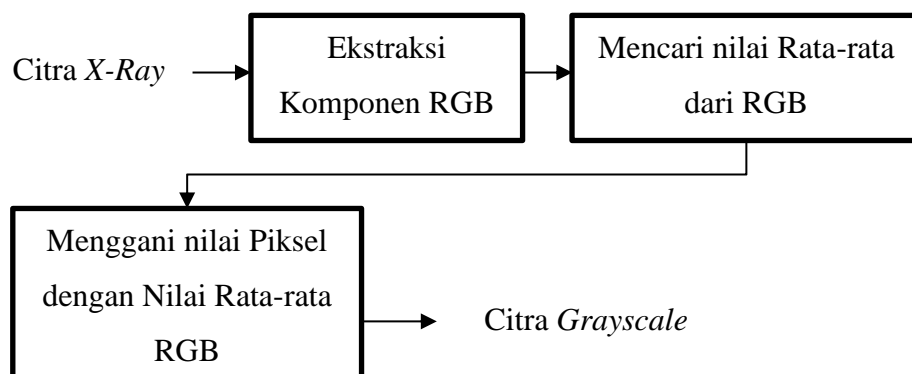 Citra X-Ray
Ekstraksi
Komponen RGB
Mencari nilai Rata-rata
dari RGB
Menggani nilai Piksel
dengan Nilai Rata-rata
RGB
Citra Grayscale